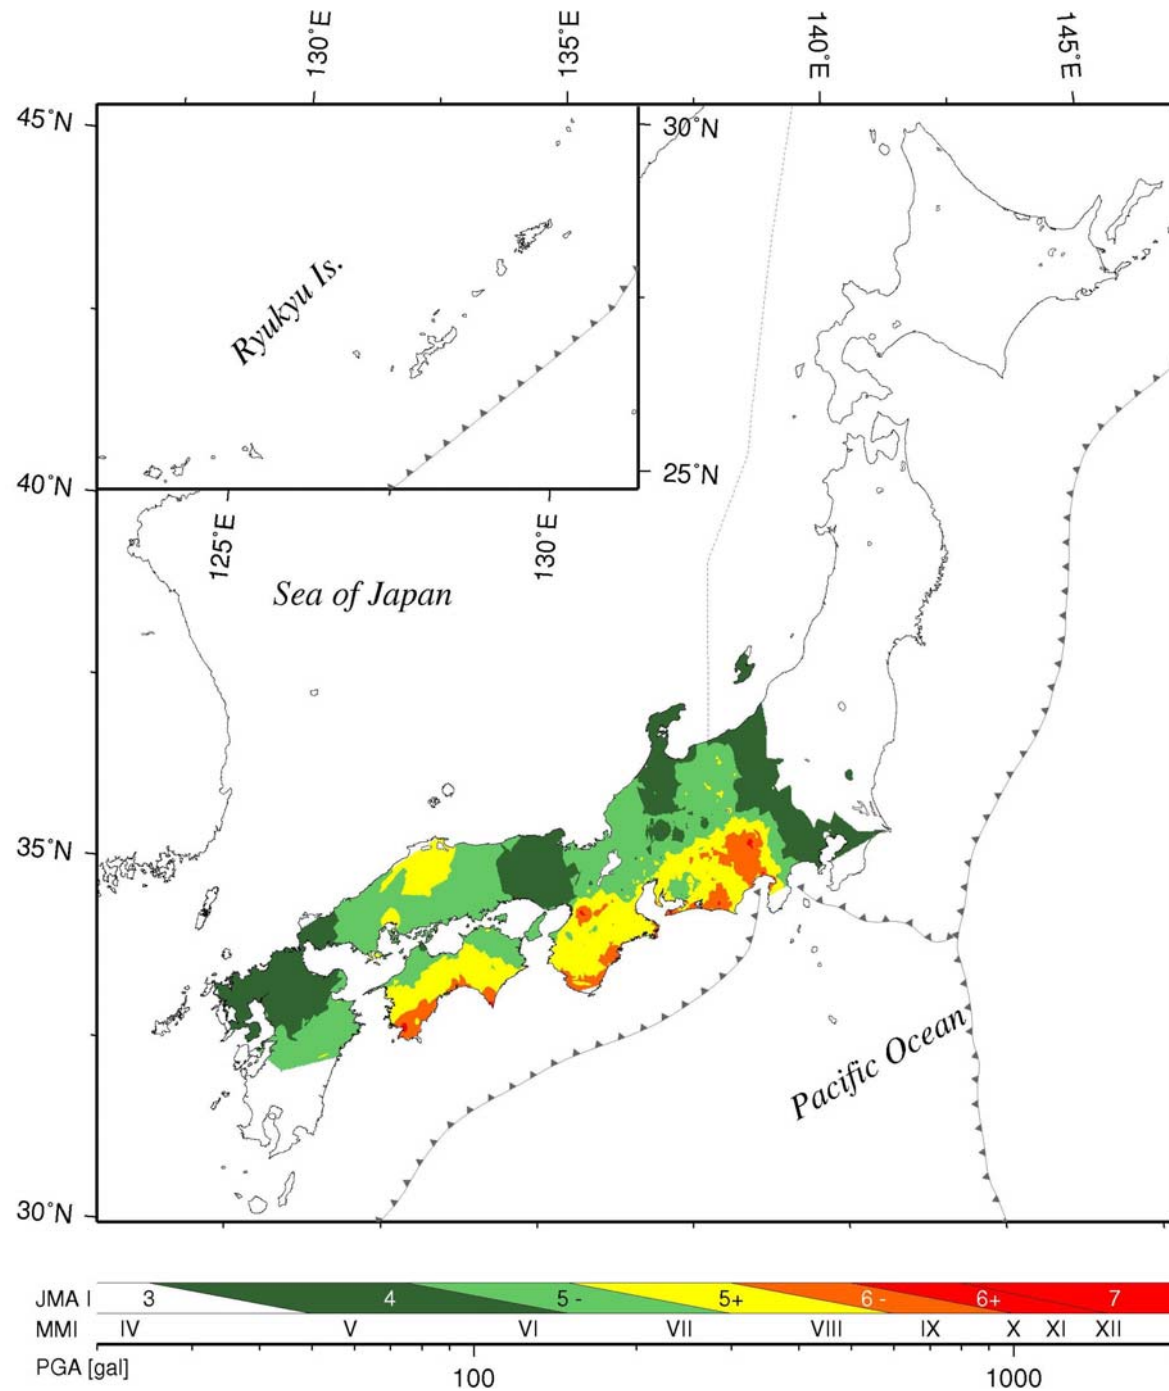 130°E 135°E 140°E 145°E
45°N 30°N
Ryukyu Is.
25°N
40°N
125°E 130°E
Sea of Japan
35°N
Pacific Ocean
30°N
JMA I 3 4 5 - 5+ 6 - 6+ 7
MMI IV V VI VII VIII IX X XI XII
PGA [gal] 100 1000